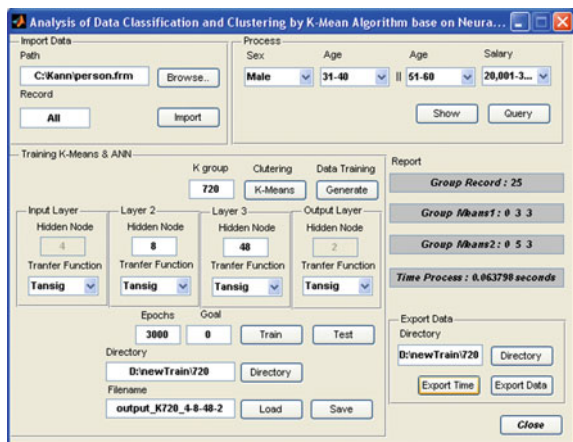 Analysis of Data Classification and Clustering by K-Mean Algorithm base on Neura...
Import Data
Path
C:\Kann\person.frm
Browse..
Record
All
Import
Process
Sex
Age
Age
Salary
Male
31-40
||
51-60
20,001-3...
Show
Query
Training K-Means & ANN
K group
Clutering
Data Training
720
K-Means
Generate
Input Layer
Hidden Node
4
Tranfer Function
Tansig
Layer 2
Hidden Node
8
Tranfer Function
Tansig
Layer 3
Hidden Node
48
Tranfer Function
Tansig
Output Layer
Hidden Node
2
Tranfer Function
Tansig
Epochs
Goal
3000
0
Train
Test
Directory
D:\newTrain\720
Directory
Filename
output_K720_4-8-48-2
Load
Save
Report
Group Record : 25
Group Means1: 0 3 3
Group Means2: 0 5 3
Time Process : 0.063798 seconds
Export Data
Directory
D:\newTrain\720
Directory
Export Time
Export Data
Close